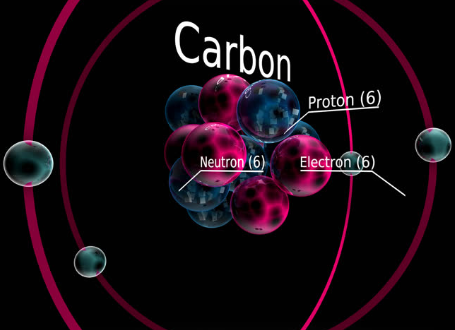 Carbon
Proton (6)
Neutron (6)
Electron (6)